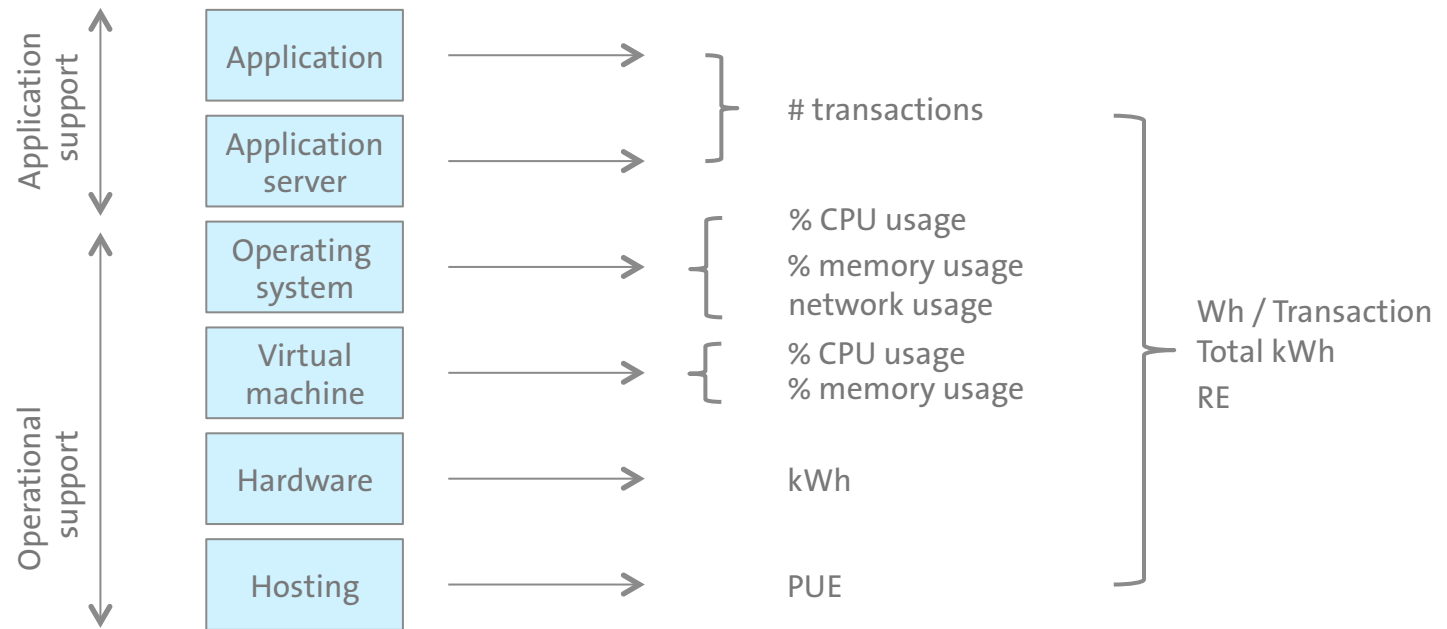 Application
support
Operational
support
Application
Application
server
Operating
system
Virtual
machine
Hardware
Hosting
# transactions
% CPU usage
% memory usage
network usage
% CPU usage
% memory usage
kWh
PUE
Wh / Transaction
Total kWh
RE